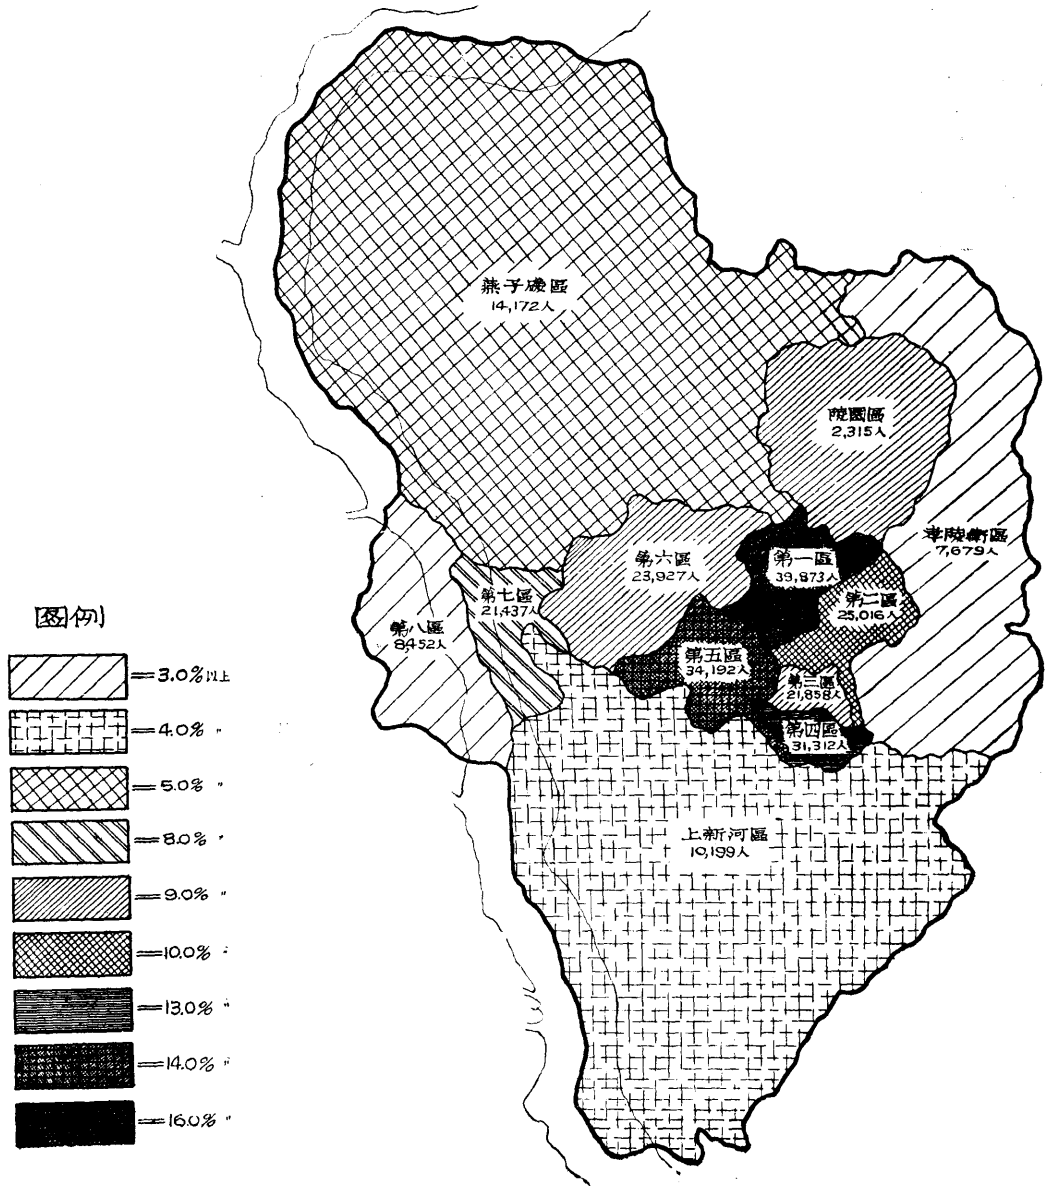 燕子磯區
14,172人
陵園區
2,315人
孝陵衛區
7,679人
第一區
39,873人
第六區
23,927人
第二區
25,016人
第七區
21,437人
第八區
8452人
第五區
34,192人
第三區
21,858人
第四區
31,312人
上新河區
10,199人
图例
=3.0%以上
=4.0%〃
=5.0% 〃
=8.0% 〃
=9.0% 〃
=10.0% 〃
=13.0% 〃
=14.0% 〃
=16.0% 〃